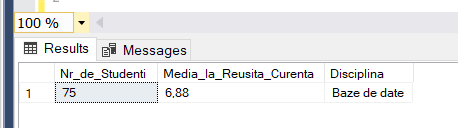 100 %
Results Messages
Nr_de_Studenti Media_la_Reusita_Curenta Disciplina
1 75 6,88 Baze de date